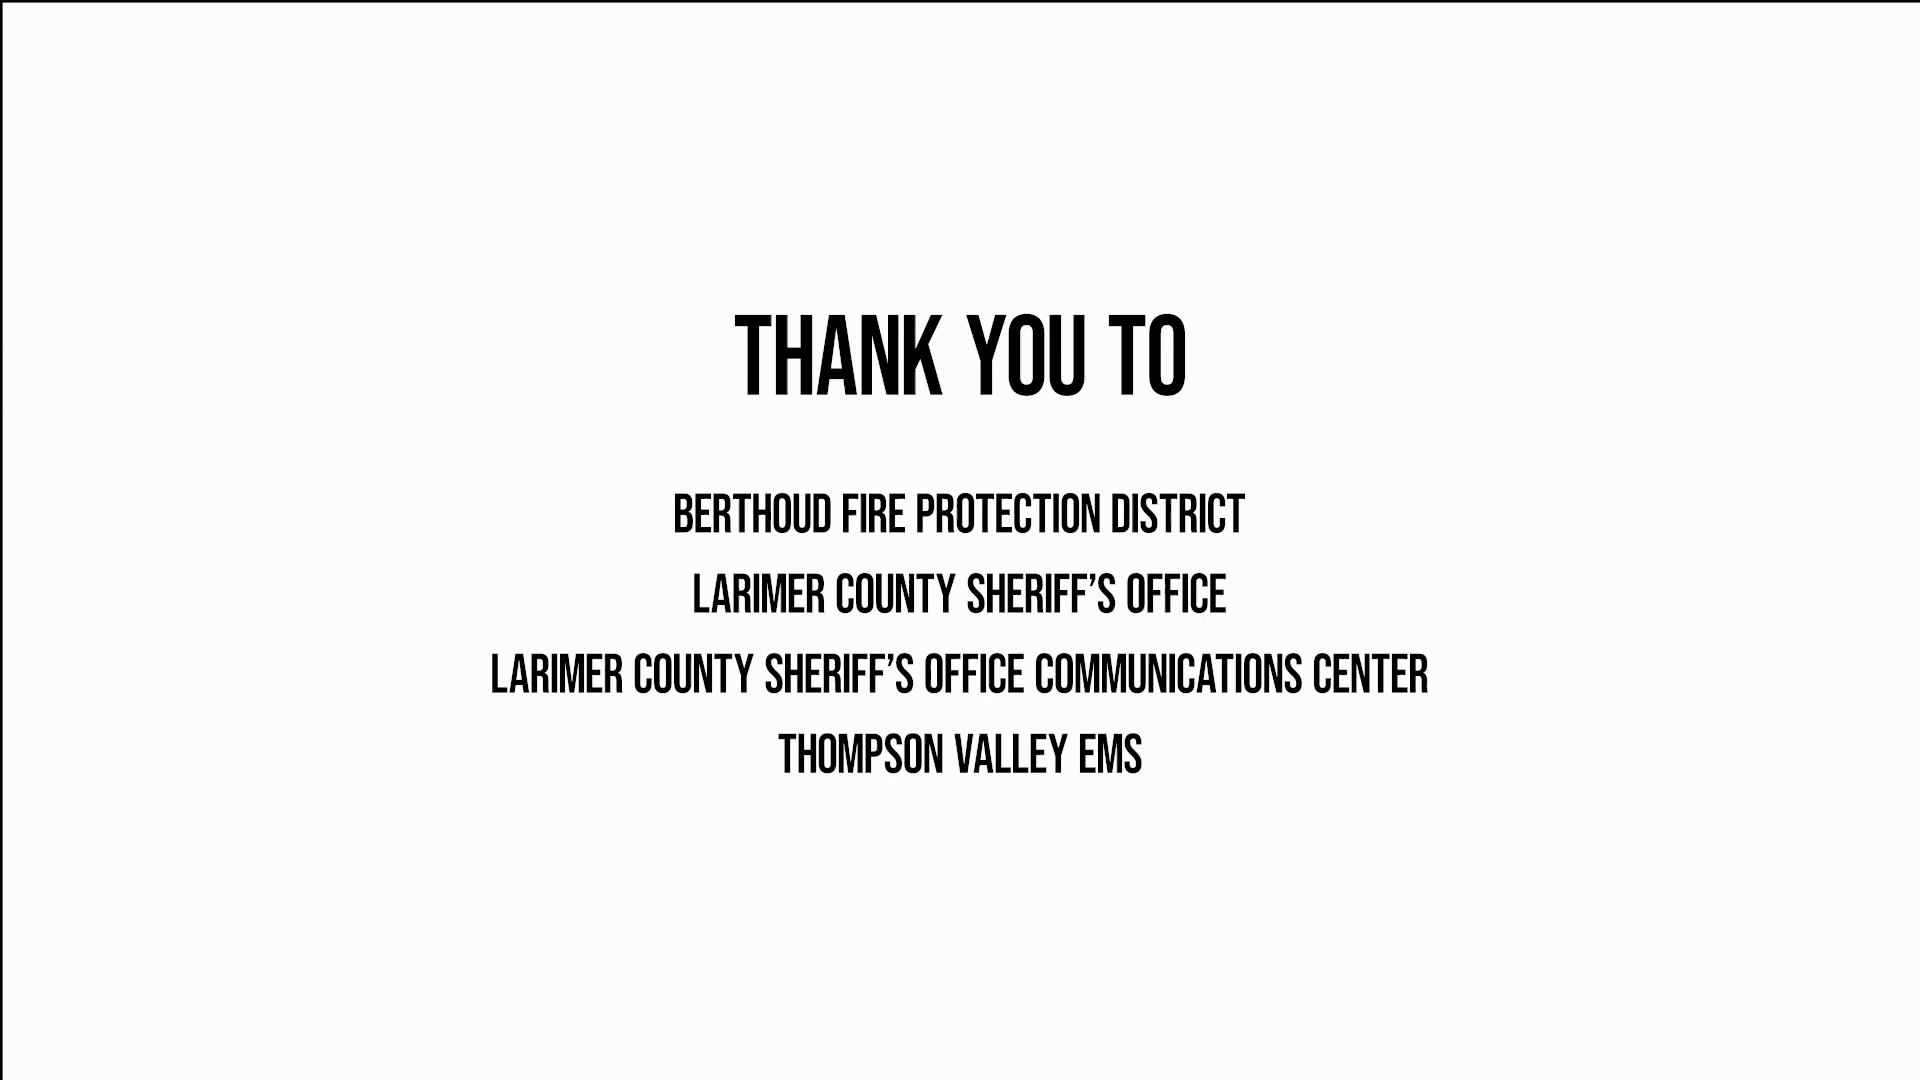 THANK YOU TO
BERTHOUD FIRE PROTECTION DISTRICT
LARIMER COUNTY SHERIFF’S OFFICE
LARIMER COUNTY SHERIFF’S OFFICE COMMUNICATIONS CENTER
THOMPSON VALLEY EMS